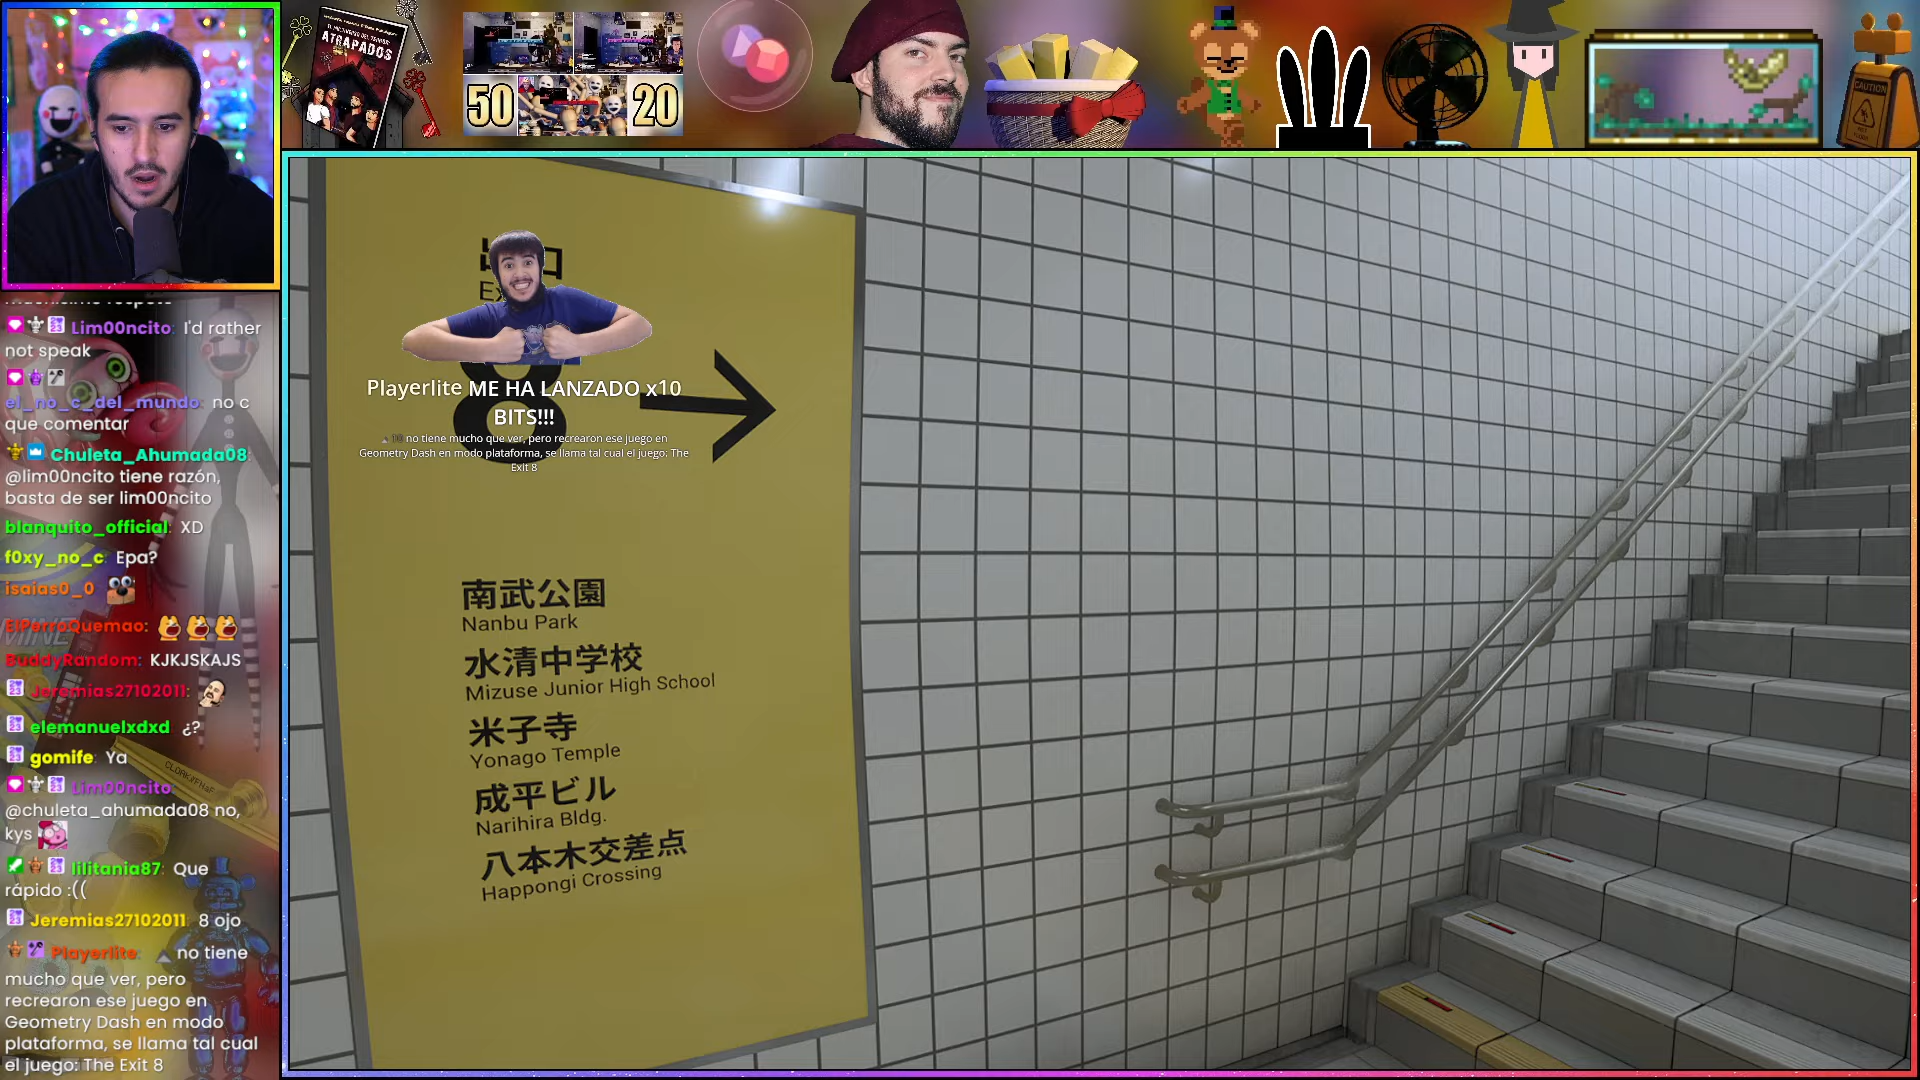 ATRAPADOS
50
20
CAUTION
Lim00ncito: I'd rather
not speak
el_no_c_del_mundo: no c
que comentar
Chuleta_Ahumada08:
@lim00ncito tiene razón,
basta de ser lim00ncito
blanquito_official: XD
f0xy_no_c: Epa?
isaias0_0
ElPerroQuemao:
BuddyRandom: KJKJSKAJS
Jeremias27102011:
elemanuelxdxd ¿?
gomife: Ya
Lim00ncito:
@chuleta_ahumada08 no,
kys
lilitania87: Que
rápido :((
Jeremias27102011 8 ojo
Playerlite: no tiene
mucho que ver, pero
recrearon ese juego en
Geometry Dash en modo
plataforma, se llama tal cual
el juego: The Exit 8
Playerlite ME HA LANZADO x10
BITS!!!
10 no tiene mucho que ver, pero recrearon ese juego en
Geometry Dash en modo plataforma, se llama tal cual el juego: The
Exit 8
8
南武公園
Nanbu Park
水清中学校
Mizuse Junior High School
米子寺
Yonago Temple
成平ビル
Narihira Bldg.
八本木交差点
Happongi Crossing